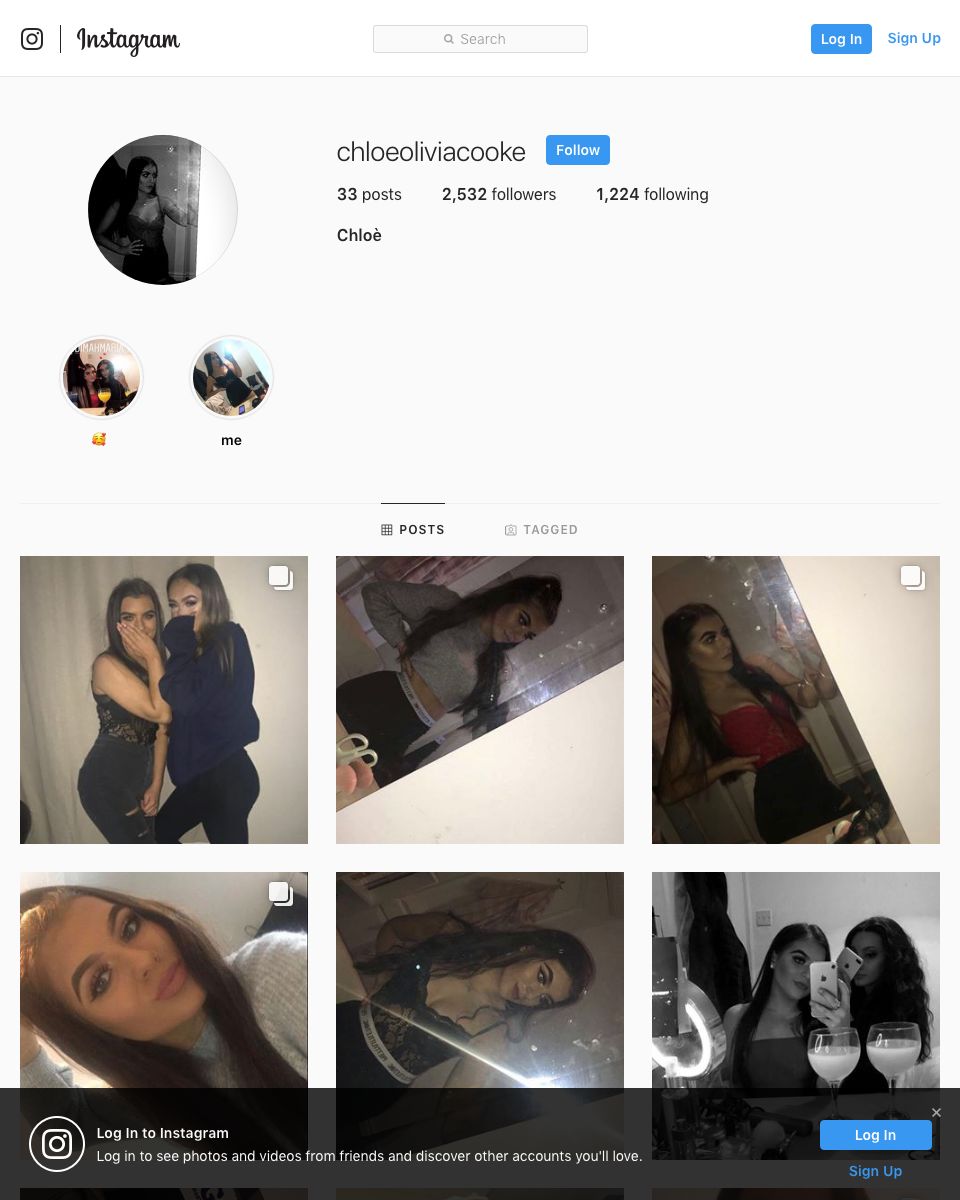 Instagram
Search
Log In
Sign Up
chloeoliviacooke
Follow
33 posts
2,532 followers
1,224 following
Chloè
🥰
me
POSTS
TAGGED
Log In to Instagram
Log in to see photos and videos from friends and discover other accounts you'll love.
Log In
Sign Up